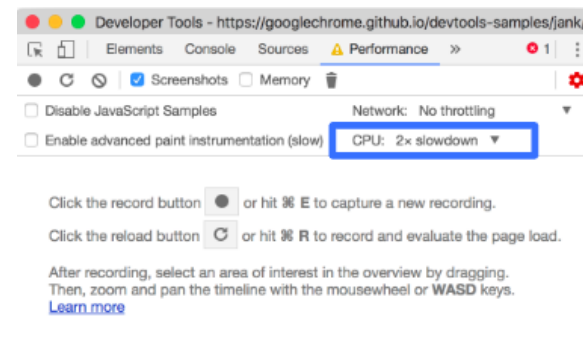 Developer Tools - https://googlechrome.github.io/devtools-samples/jank/
Elements Console Sources Performance » 1
Screenshots Memory
Disable JavaScript Samples Network: No throttling
Enable advanced paint instrumentation (slow) CPU: 2× slowdown
Click the record button or hit ⌘ E to capture a new recording.
Click the reload button or hit ⌘ R to record and evaluate the page load.
After recording, select an area of interest in the overview by dragging.
Then, zoom and pan the timeline with the mousewheel or WASD keys.
Learn more